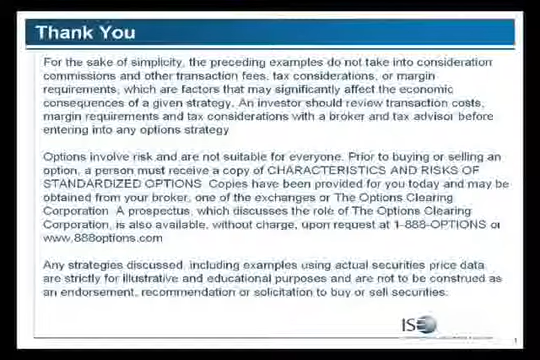 Thank You
For the sake of simplicity, the preceding examples do not take into consideration
commissions and other transaction fees, tax considerations, or margin
requirements, which are factors that may significantly affect the economic
consequences of a given strategy. An investor should review transaction costs,
margin requirements and tax considerations with a broker and tax advisor before
entering into any options strategy
Options involve risk and are not suitable for everyone. Prior to buying or selling an
option, a person must receive a copy of CHARACTERISTICS AND RISKS OF
STANDARDIZED OPTIONS. Copies have been provided for you today and may be
obtained from your broker, one of the exchanges or The Options Clearing
Corporation. A prospectus, which discusses the role of The Options Clearing
Corporation, is also available, without charge, upon request at 1-888-OPTIONS or
www.888options.com
Any strategies discussed, including examples using actual securities price data,
are strictly for illustrative and educational purposes and are not to be construed as
an endorsement, recommendation or solicitation to buy or sell securities.
ISE
1